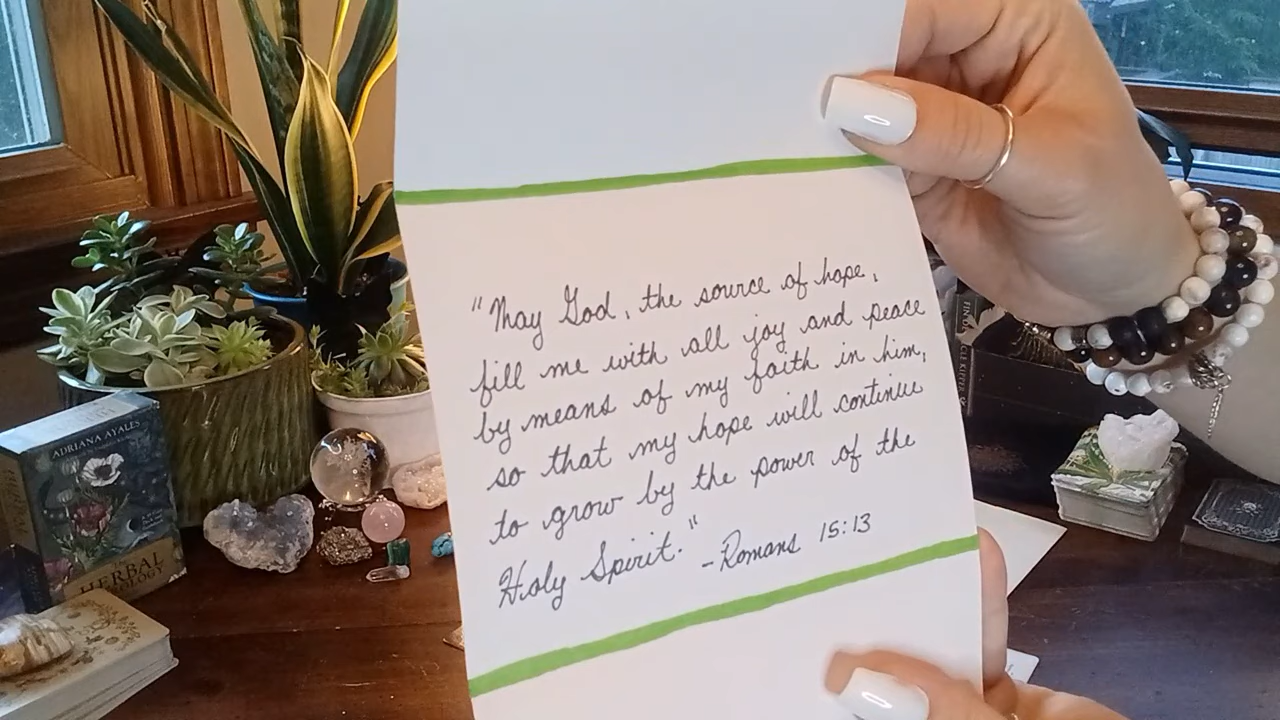 "May God, the source of hope,
fill me with all joy and peace
by means of my faith in him,
so that my hope will continue
to grow by the power of the
Holy Spirit." -Romans 15:13
ADRIANA AYALES
HERBAL